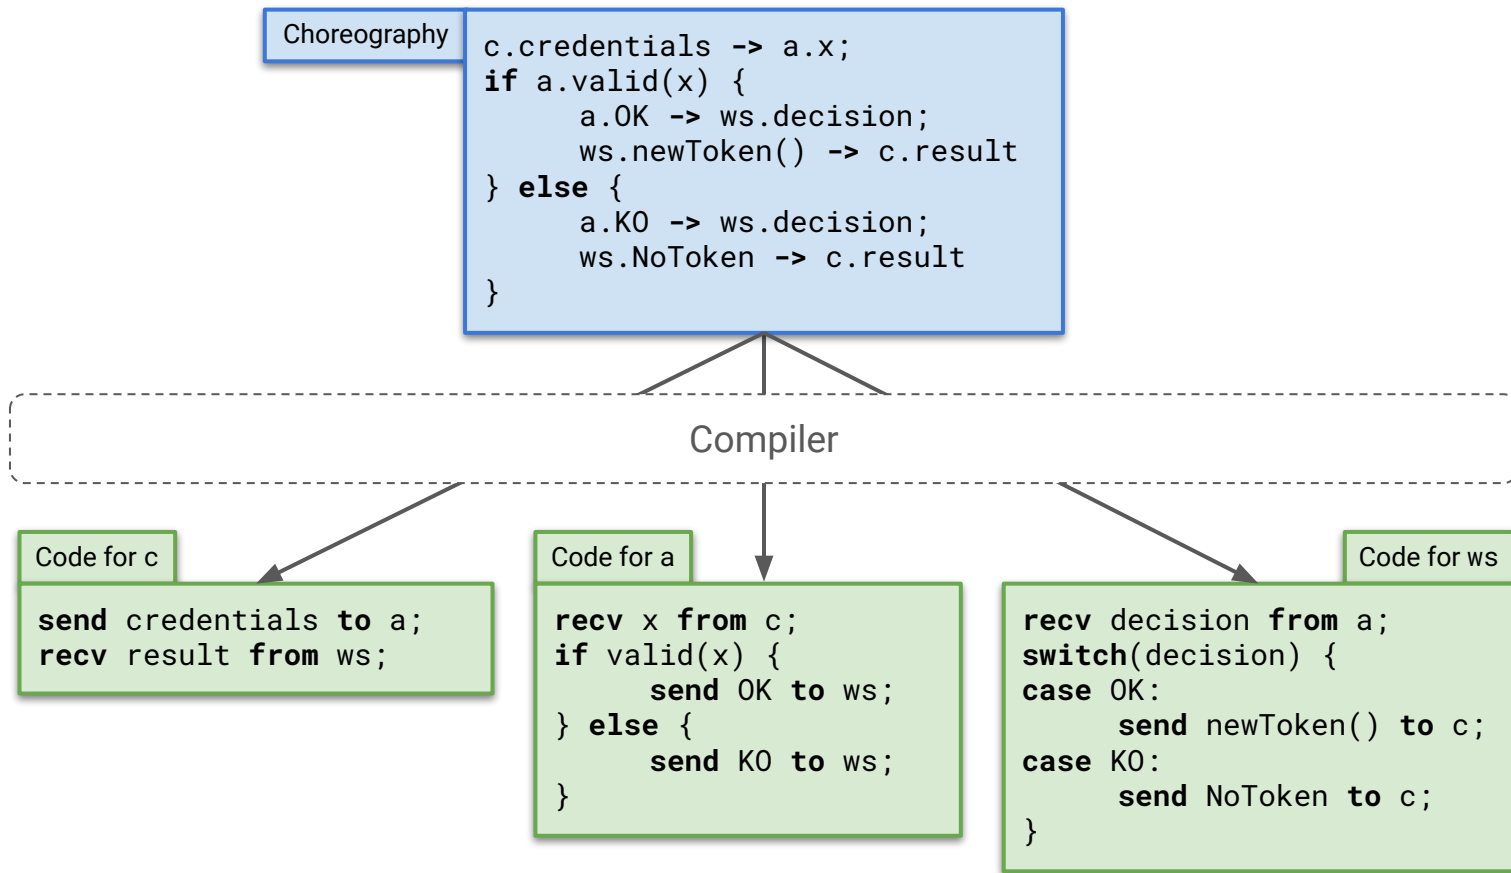 Choreography
c.credentials -> a.x;
if a.valid(x) {
a.OK -> ws.decision;
ws.newToken() -> c.result
} else {
a.KO -> ws.decision;
ws.NoToken -> c.result
}
Compiler
Code for c
send credentials to a;
recv result from ws;
Code for a
recv x from c;
if valid(x) {
send OK to ws;
} else {
send KO to ws;
}
Code for ws
recv decision from a;
switch(decision) {
case OK:
send newToken() to c;
case KO:
send NoToken to c;
}